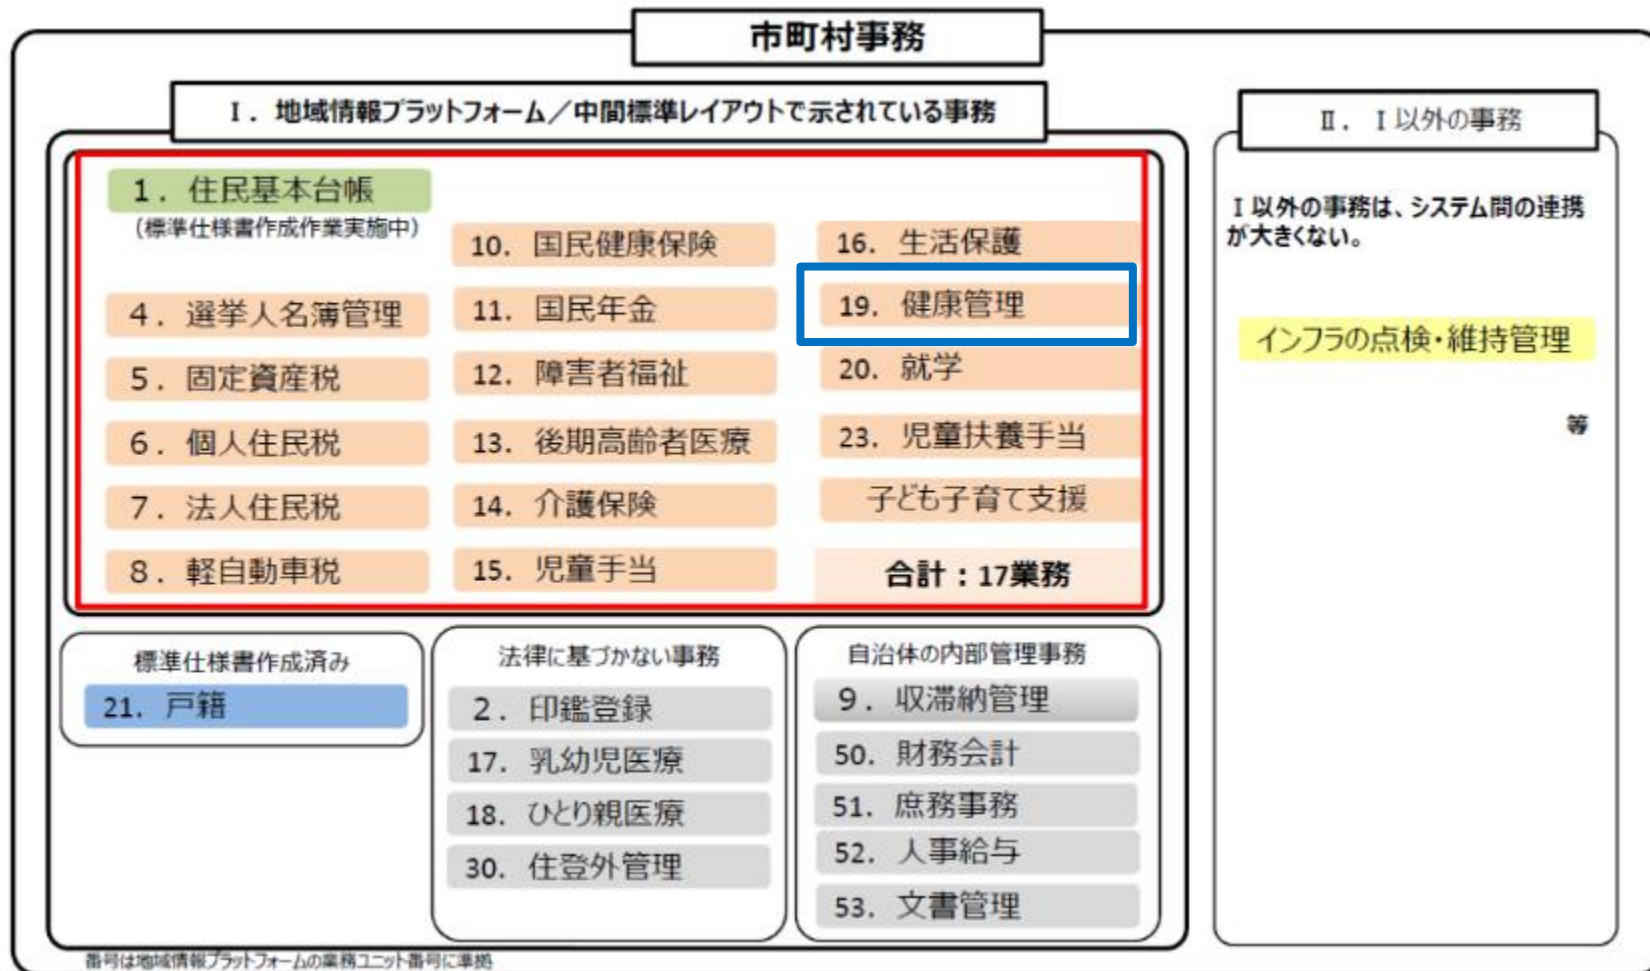 市町村事務
Ⅰ．地域情報プラットフォーム／中間標準レイアウトで示されている事務
1．住民基本台帳
（標準仕様書作成作業実施中）
4．選挙人名簿管理
5．固定資産税
6．個人住民税
7．法人住民税
8．軽自動車税
10．国民健康保険
11．国民年金
12．障害者福祉
13．後期高齢者医療
14．介護保険
15．児童手当
16．生活保護
19．健康管理
20．就学
23．児童扶養手当
子ども子育て支援
合計：17業務
標準仕様書作成済み
21．戸籍
法律に基づかない事務
2．印鑑登録
17．乳幼児医療
18．ひとり親医療
30．住登外管理
自治体の内部管理事務
9．収滞納管理
50．財務会計
51．庶務事務
52．人事給与
53．文書管理
番号は地域情報プラットフォームの業務ユニット番号に準拠
Ⅱ．Ⅰ以外の事務
Ⅰ以外の事務は、システム間の連携
が大きくない。
インフラの点検・維持管理
等